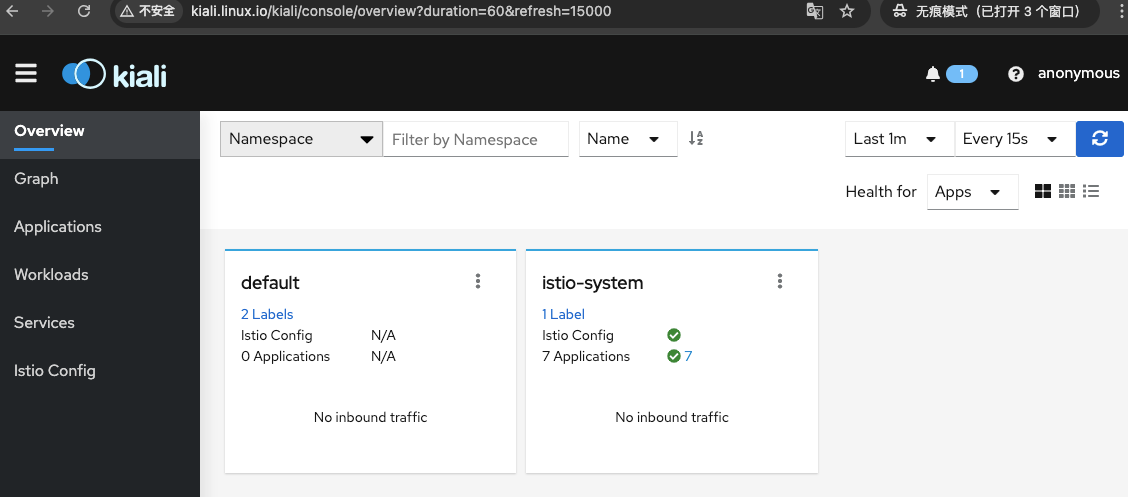 不安全 kiali.linux.io/kiali/console/overview?duration=60&refresh=15000 无痕模式（已打开 3 个窗口）
kiali 1 anonymous
Overview
Graph
Applications
Workloads
Services
Istio Config
Namespace Filter by Namespace Name Last 1m Every 15s
Health for Apps
default
2 Labels
Istio Config N/A
0 Applications N/A
No inbound traffic
istio-system
1 Label
Istio Config
7 Applications 7
No inbound traffic